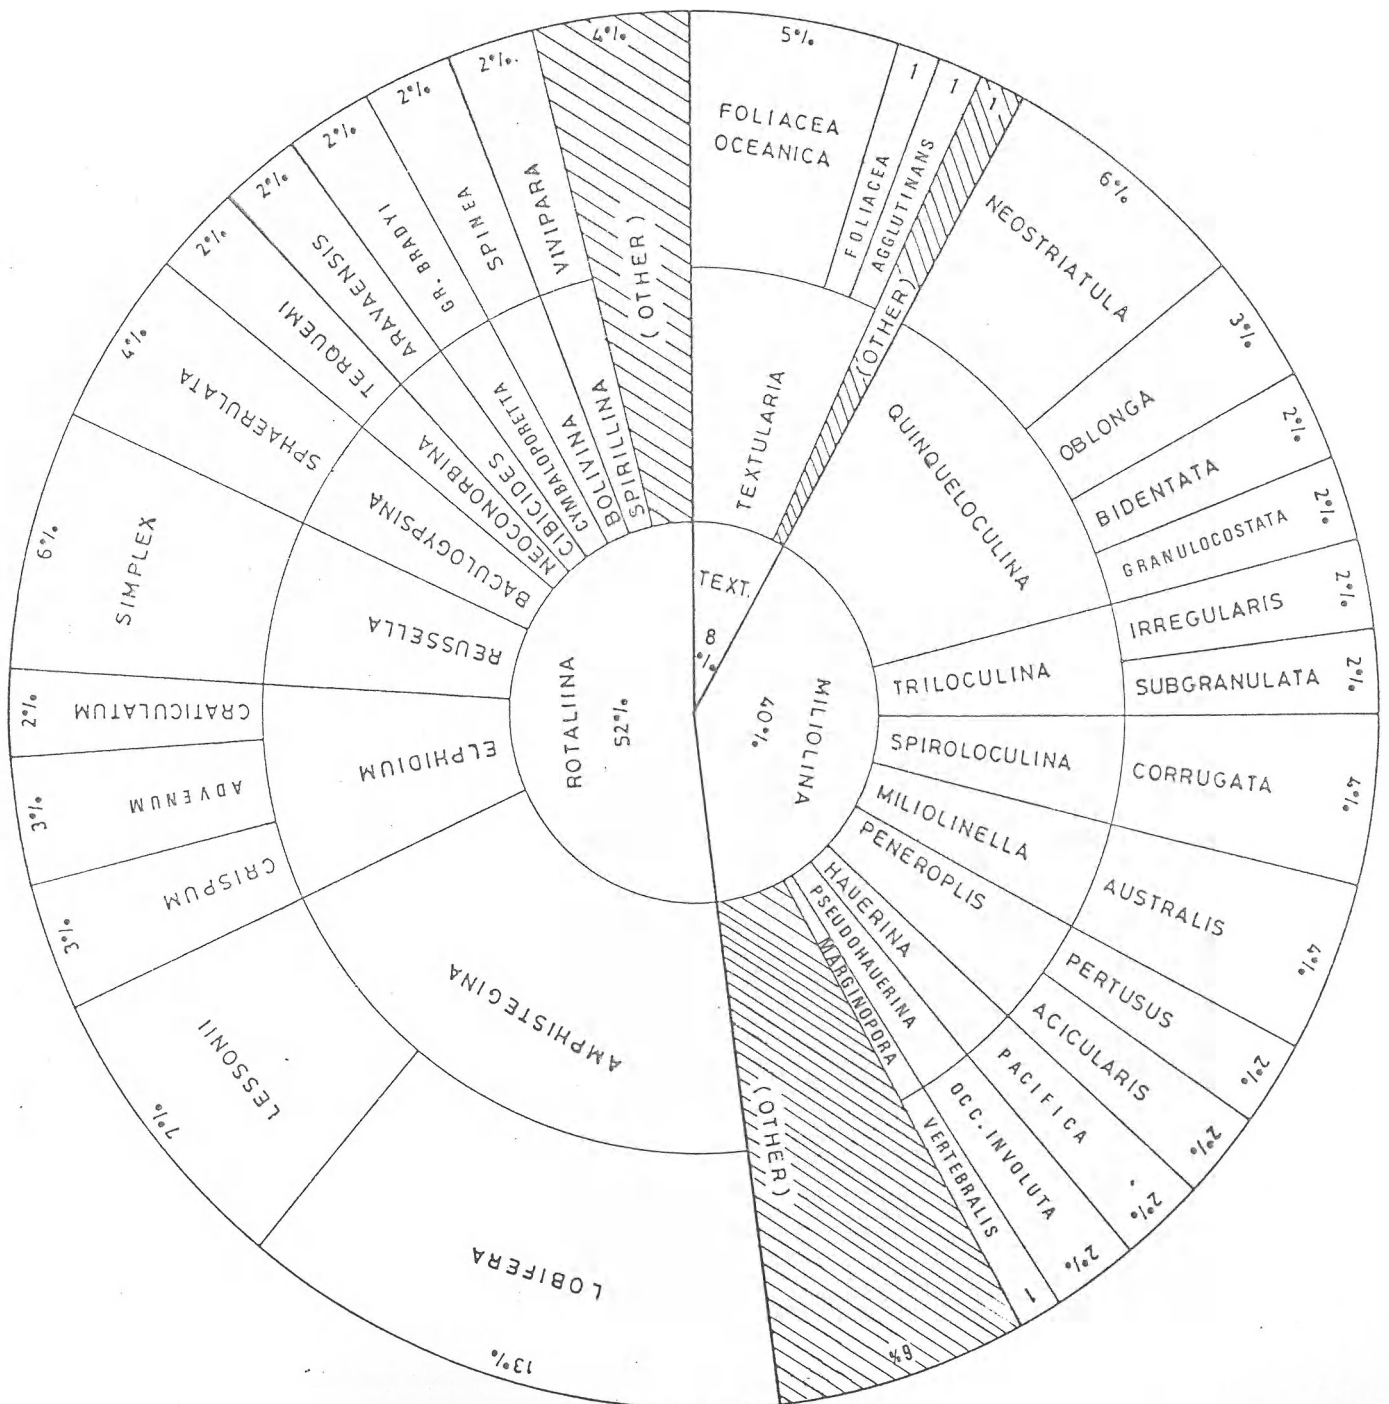 5%
FOLIACEA
OCEANICA
1
FOLIACEA
1
AGGLUTINANS
1
(OTHER)
TEXTULARIA
TEXT.
8
%
6%
NEOSTRIATULA
3%
OBLONGA
2%
BIDENTATA
2%
GRANULOCOSTATA
QUINQUELOCULINA
2%
IRREGULARIS
2%
SUBGRANULATA
TRILOCULINA
4%
CORRUGATA
SPIROLOCULINA
4%
AUSTRALIS
MILIOLINELLA
2%
PERTUSUS
2%
ACICULARIS
PENEROPLIS
2%
PACIFICA
HAUERINA
2%
OCC. INVOLUTA
PSEUDOHAUERINA
1
VERTEBRALIS
MARGINOPORA
6%
(OTHER)
MILIOLINA
40%
13%
LOBIFERA
7%
LESSONII
AMPHISTEGINA
3%
CRISPUM
3%
ADVENUM
2%
CRATICULATUM
ELPHIDIUM
6%
SIMPLEX
REUSSELLA
4%
SPHAERULATA
BACULOGYPSINA
2%
TERQUEMI
NEOCONORBINA
2%
ARAVAENSIS
CIBICIDES
2%
GR. BRADYI
CYMBALOPORETTA
2%
SPINEA
BOLIVINA
2%.
VIVIPARA
SPIRILLINA
4%
(OTHER)
ROTALIINA
52%